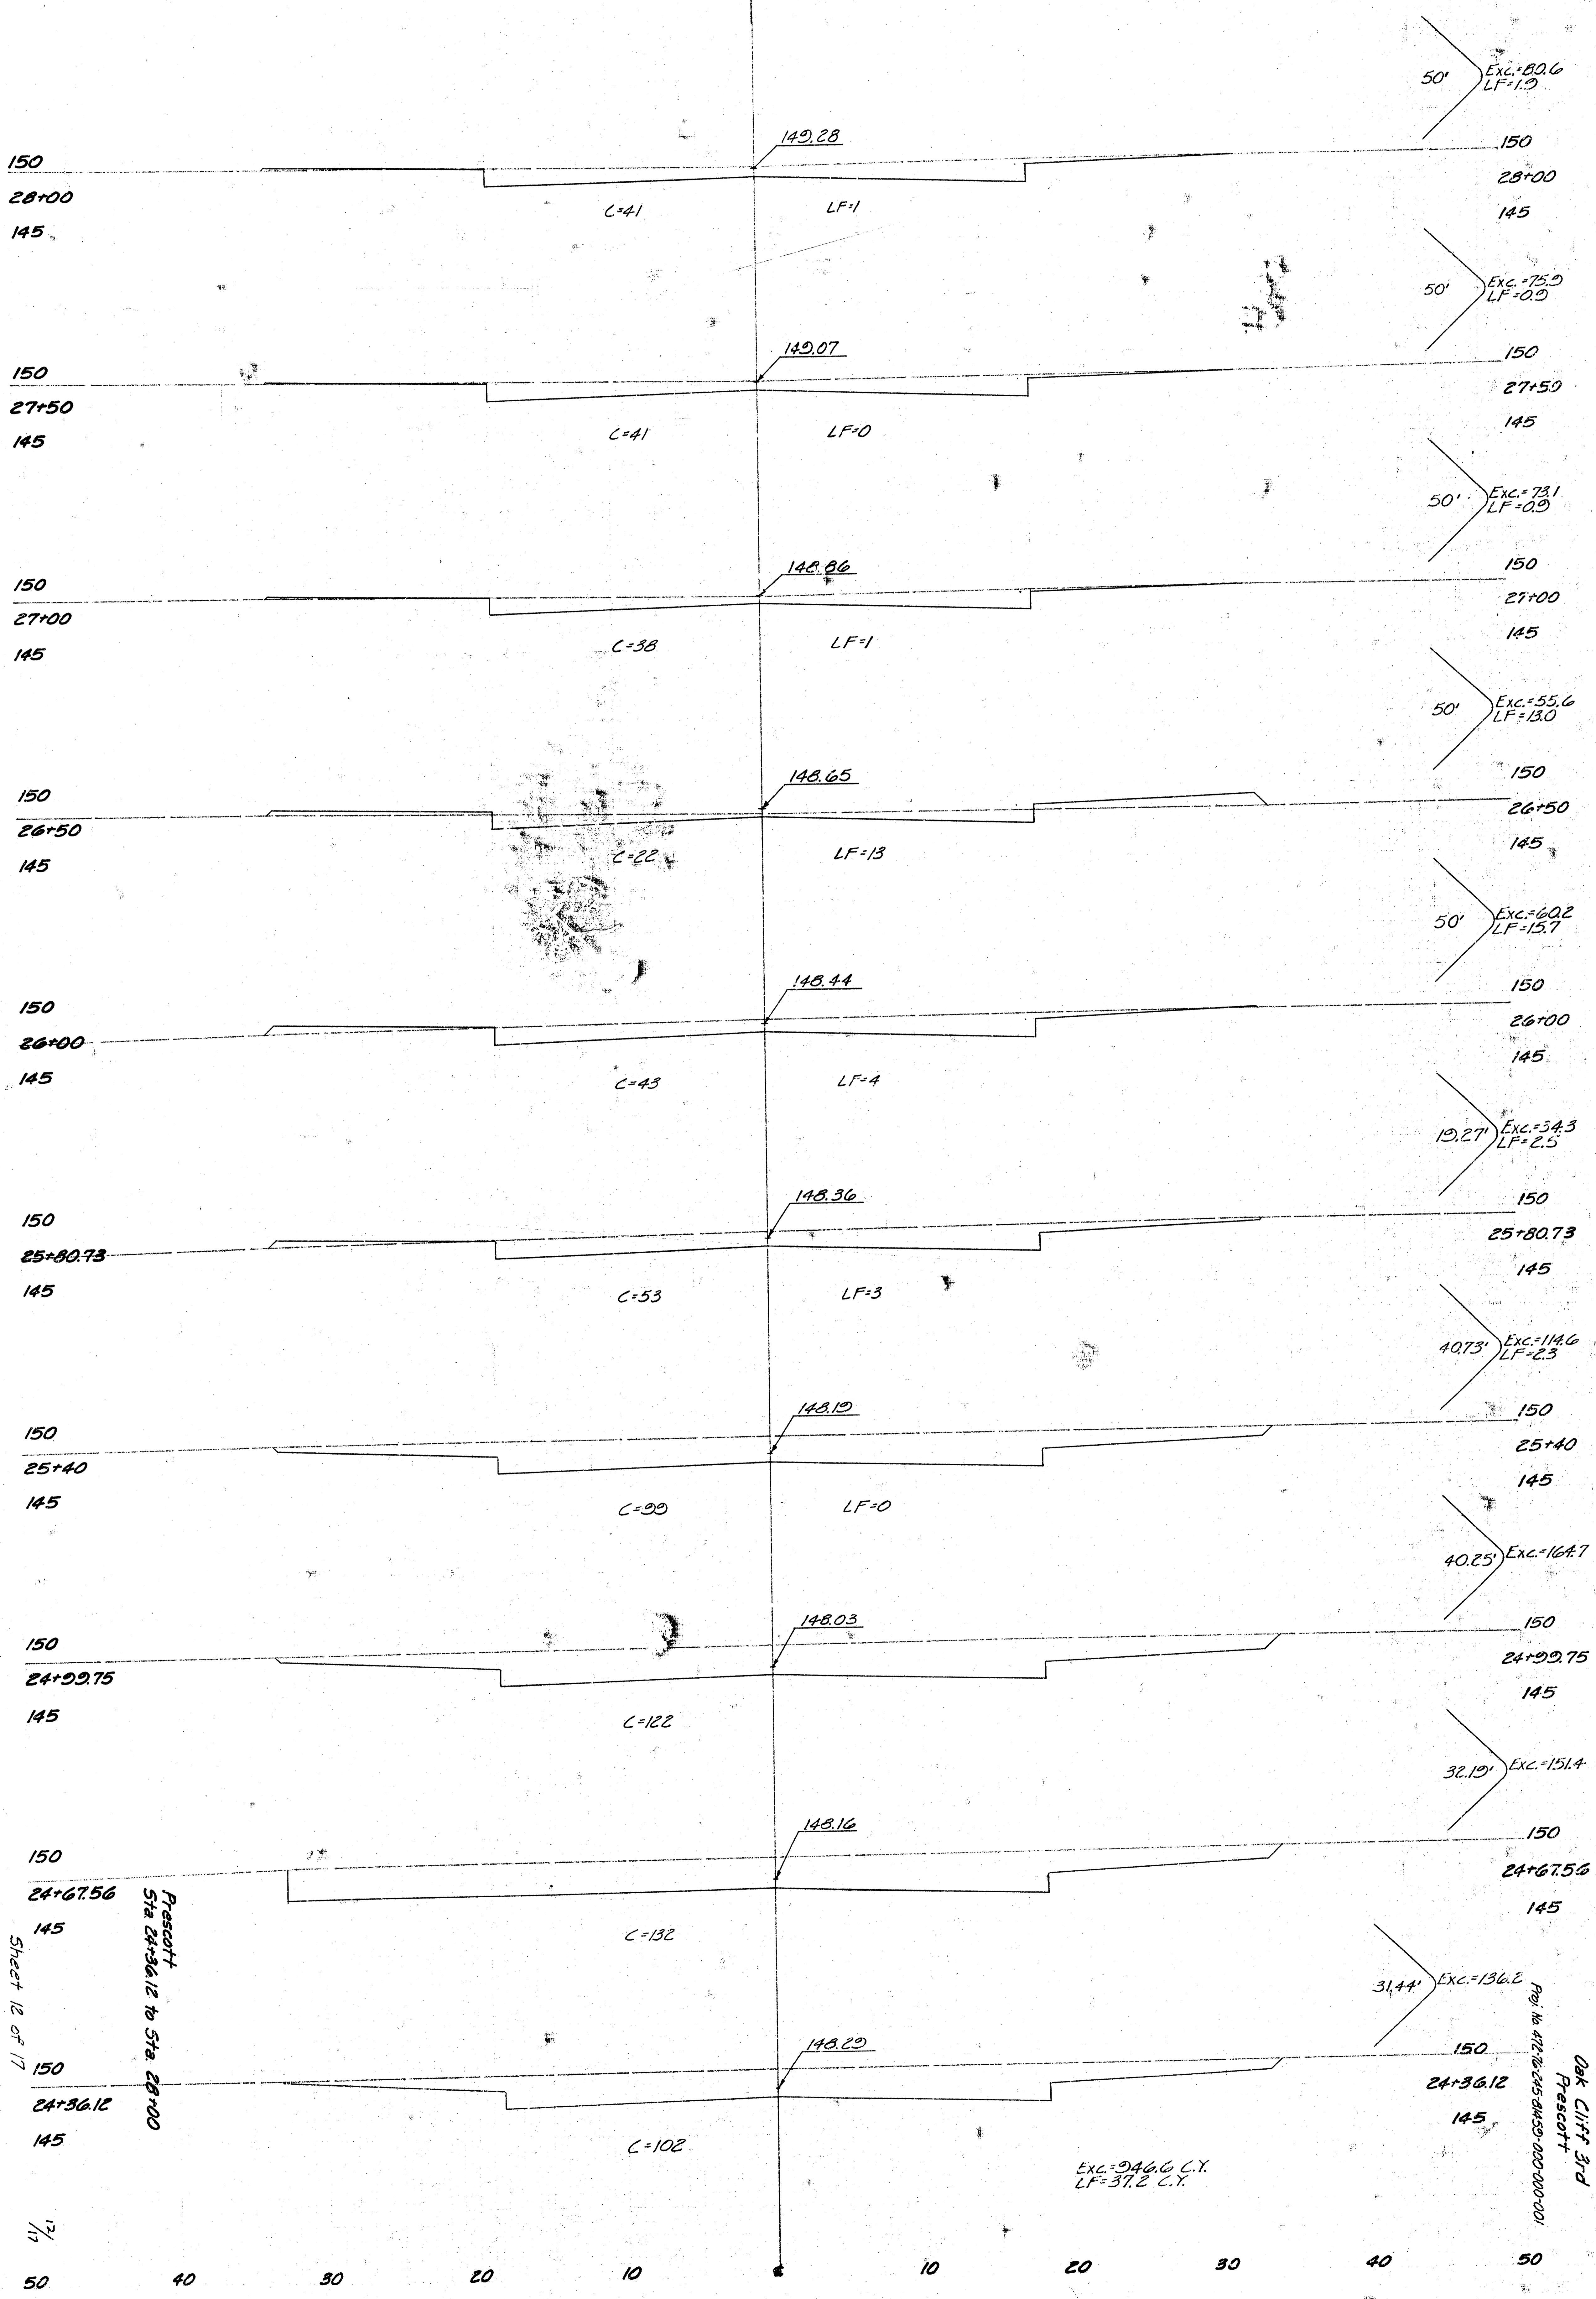 50' Exc.=80.6
LF=1.9
149.28
150 150
28+00 28+00
C=41 LF=1
145 145
50' Exc.=75.9
LF=0.9
149.07
150 150
27+50 27+50
C=41 LF=0
145 145
50' Exc.=73.1
LF=0.9
148.86
150 150
27+00 27+00
C=38 LF=1
145 145
50' Exc.=55.6
LF=13.0
148.65
150 150
26+50 26+50
C=22 LF=13
145 145
50' Exc.=60.2
LF=15.7
148.44
150 150
26+00 26+00
C=43 LF=4
145 145
19.27' Exc.=34.3
LF=2.5
148.36
150 150
25+80.73 25+80.73
C=53 LF=3
145 145
40.73' Exc.=114.6
LF=2.3
148.19
150 150
25+40 25+40
C=99 LF=0
145 145
40.25' Exc.=164.7
148.03
150 150
24+99.75 24+99.75
C=122
145 145
32.19' Exc.=151.4
148.16
150 150
24+67.56 24+67.56
C=132
145 145
31.44' Exc.=136.2
148.29
150 150
24+36.12 24+36.12
C=102
145 145
Exc.=946.6 C.Y.
LF=37.2 C.Y.
Prescott
Sta. 24+36.12 to Sta. 28+00
Sheet 12 of 17
12/17
Oak Cliff 3rd
Prescott
Proj. No. 472-76-245-81459-000-000-001
50 40 30 20 10 ℄ 10 20 30 40 50